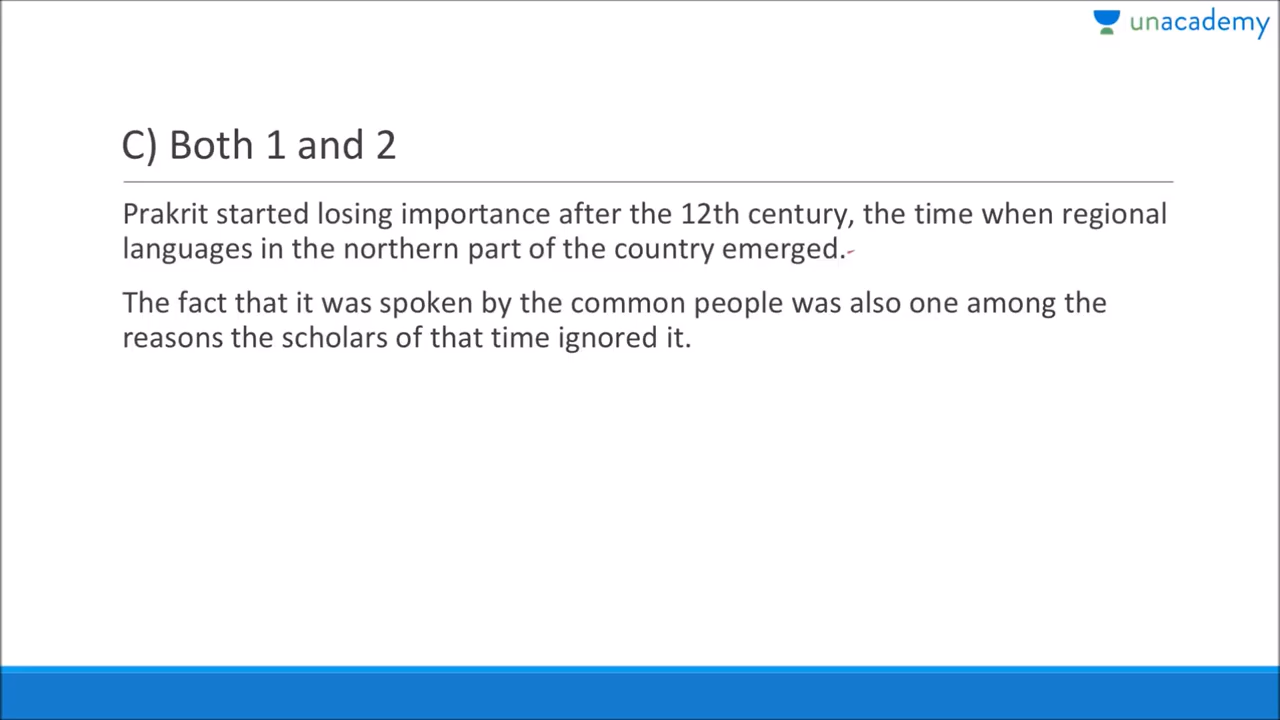 unacademy
C) Both 1 and 2
Prakrit started losing importance after the 12th century, the time when regional
languages in the northern part of the country emerged.
The fact that it was spoken by the common people was also one among the
reasons the scholars of that time ignored it.